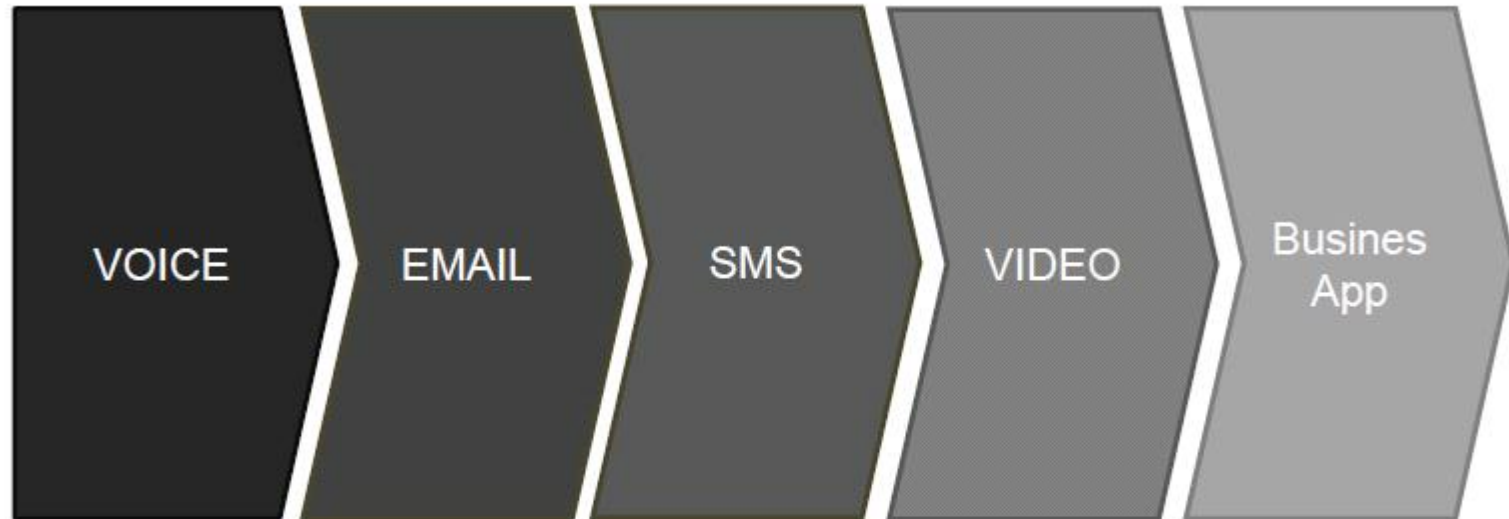 VOICE
EMAIL
SMS
VIDEO
Busines
App